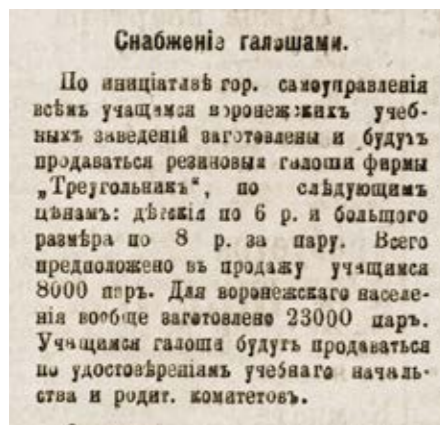 Снабженіе галошами.
По иниціативѣ гор. самоуправленія
всѣмъ учащимся воронежскихъ учеб-
ныхъ заведеній заготовлены и будутъ
продаваться резиновыя галоши фирмы
„Треугольникъ“, по слѣдующимъ
цѣнамъ: дѣтскія по 6 р. и большого
размѣра по 8 р. за пару. Всего
предположено въ продажу учащимся
8000 паръ. Для воронежскаго населе-
нія вообще заготовлено 23000 паръ.
Учащимся галоши будутъ продаваться
по удостовѣреніямъ учебнаго началь-
ства и родит. комитетовъ.